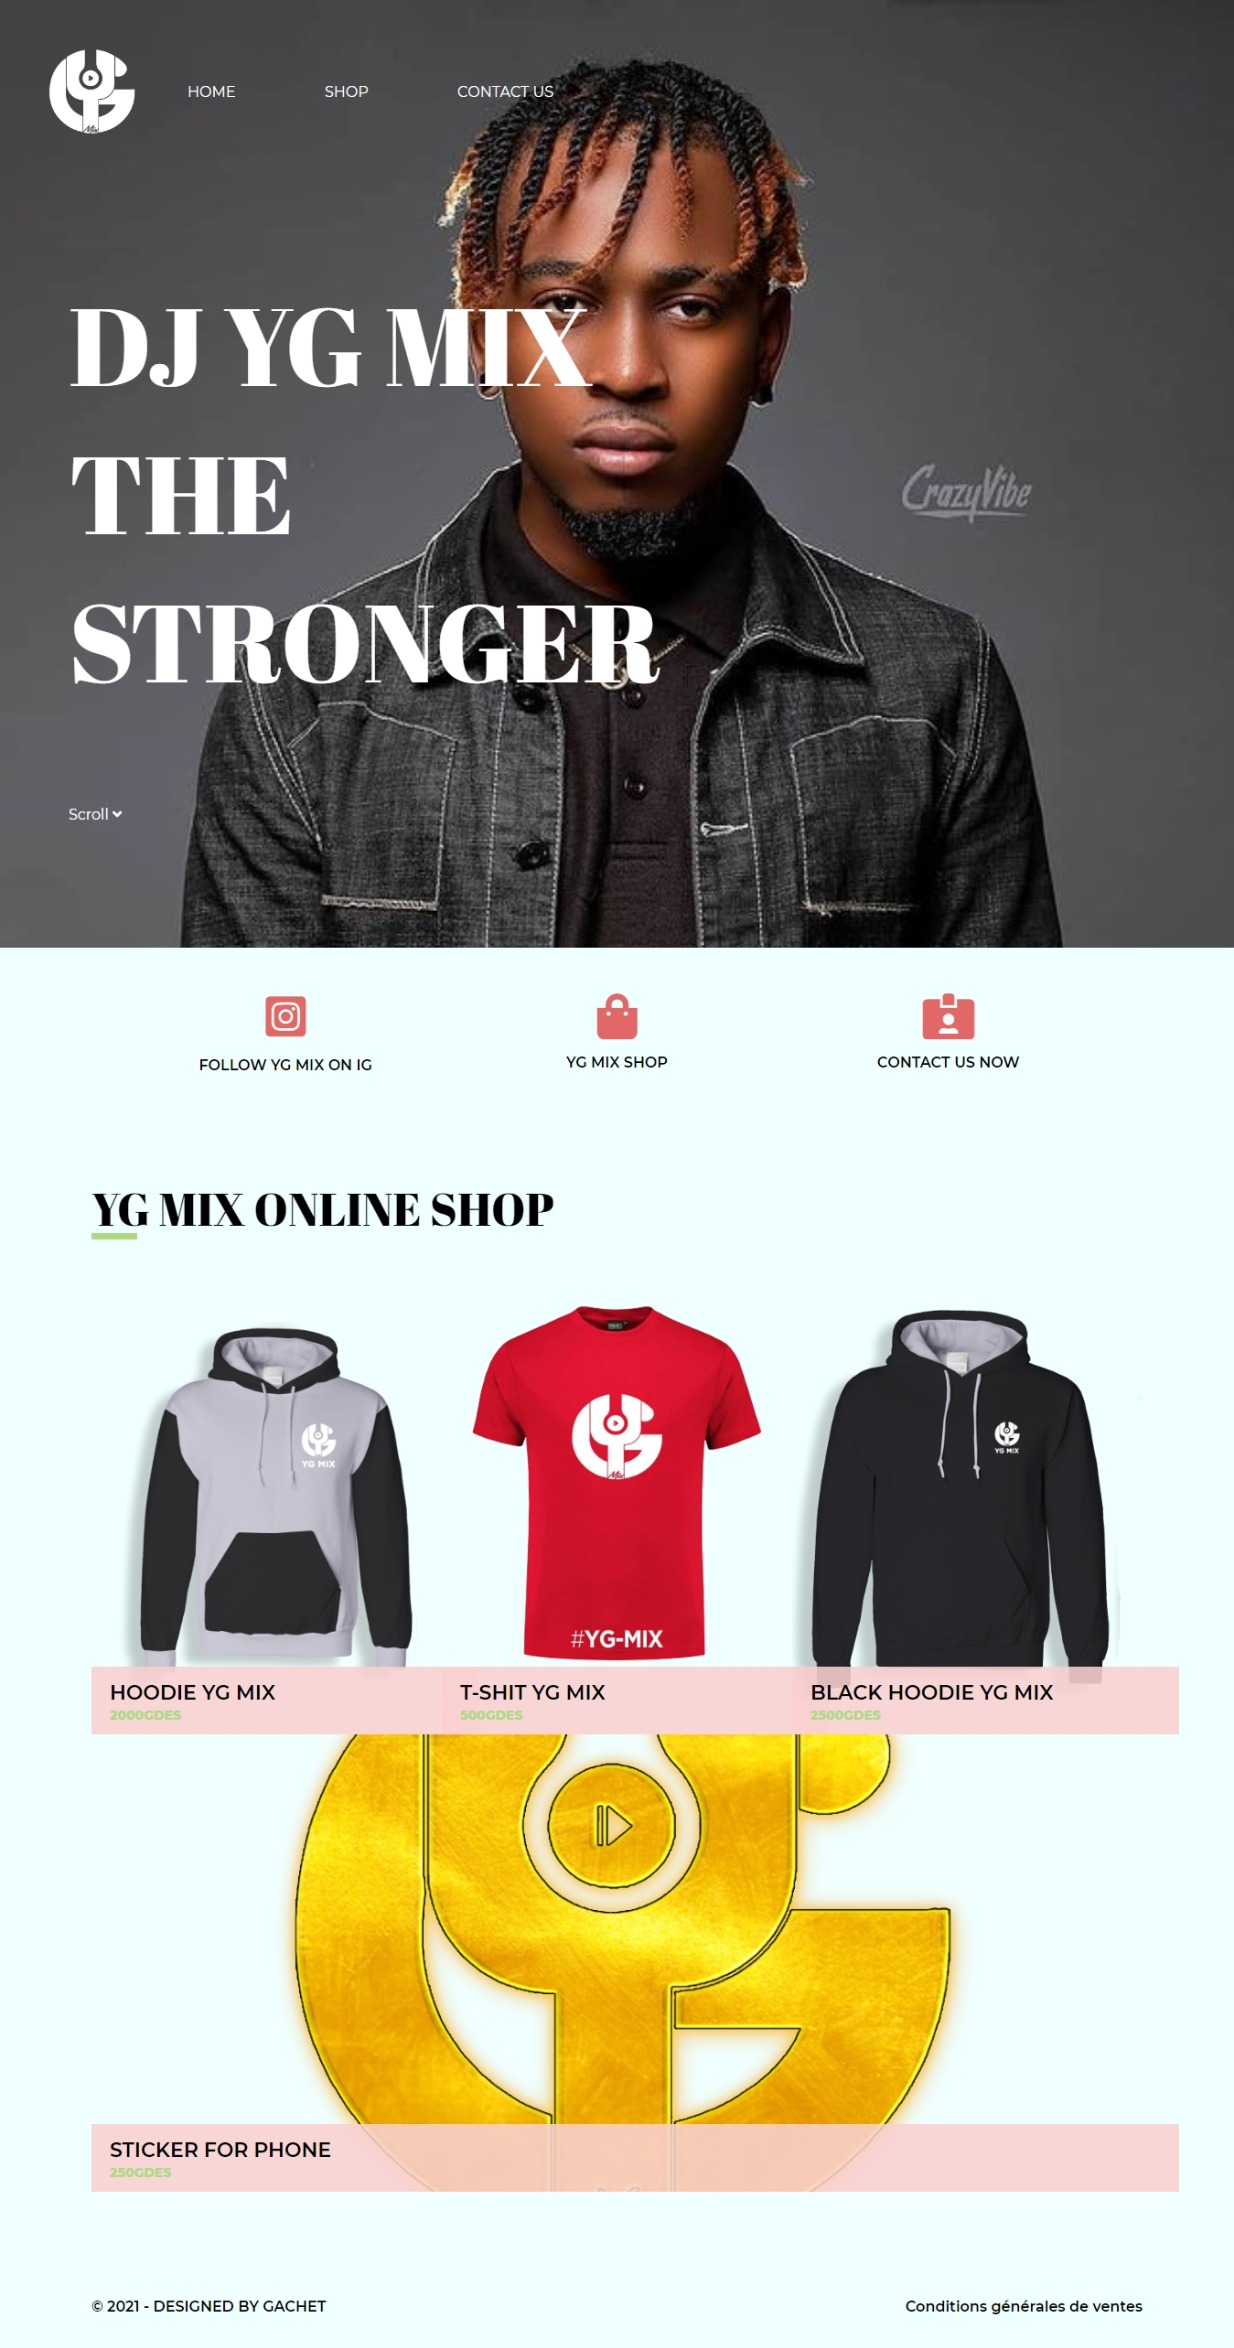 Mix
HOME
SHOP
CONTACT US
DJ YG MIX
THE
STRONGER
CrazyVibe
Scroll
FOLLOW YG MIX ON IG
YG MIX SHOP
CONTACT US NOW
YG MIX ONLINE SHOP
YG MIX
Mix
#YG-MIX
YG MIX
HOODIE YG MIX
2000GDES
T-SHIT YG MIX
500GDES
BLACK HOODIE YG MIX
2500GDES
STICKER FOR PHONE
250GDES
© 2021 - DESIGNED BY GACHET
Conditions générales de ventes